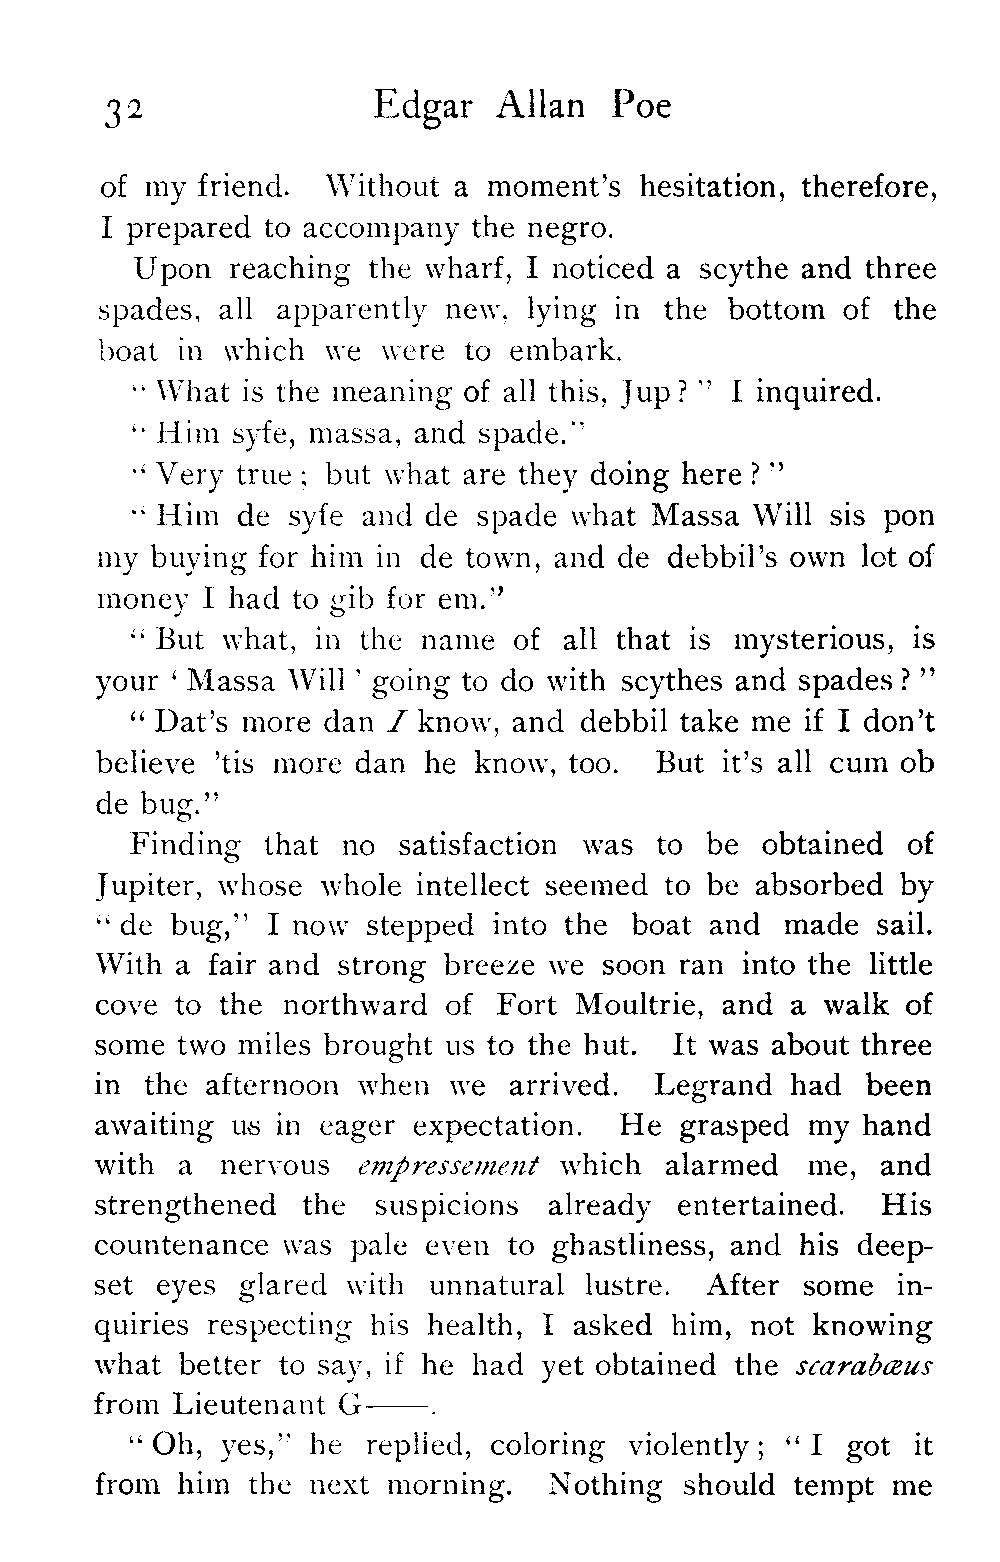 32 Edgar Allan Poe
of my friend. Without a moment's hesitation, therefore,
I prepared to accompany the negro.
Upon reaching the wharf, I noticed a scythe and three
spades, all apparently new, lying in the bottom of the
boat in which we were to embark.
"What is the meaning of all this, Jup?" I inquired.
"Him syfe, massa, and spade."
"Very true; but what are they doing here?"
"Him de syfe and de spade what Massa Will sis pon
my buying for him in de town, and de debbil's own lot of
money I had to gib for em."
"But what, in the name of all that is mysterious, is
your 'Massa Will' going to do with scythes and spades?"
"Dat's more dan I know, and debbil take me if I don't
believe 'tis more dan he know, too. But it's all cum ob
de bug."
Finding that no satisfaction was to be obtained of
Jupiter, whose whole intellect seemed to be absorbed by
"de bug," I now stepped into the boat and made sail.
With a fair and strong breeze we soon ran into the little
cove to the northward of Fort Moultrie, and a walk of
some two miles brought us to the hut. It was about three
in the afternoon when we arrived. Legrand had been
awaiting us in eager expectation. He grasped my hand
with a nervous empressement which alarmed me, and
strengthened the suspicions already entertained. His
countenance was pale even to ghastliness, and his deep-
set eyes glared with unnatural lustre. After some in-
quiries respecting his health, I asked him, not knowing
what better to say, if he had yet obtained the scarabæus
from Lieutenant G——.
"Oh, yes," he replied, coloring violently; "I got it
from him the next morning. Nothing should tempt me